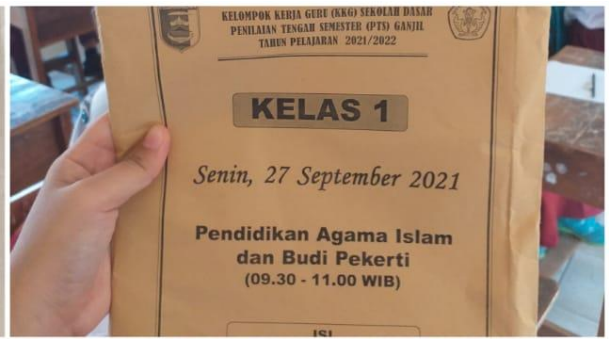 KELOMPOK KERJA GURU (KKG) SEKOLAH DASAR
PENILAIAN TENGAH SEMESTER (PTS) GANJIL
TAHUN PELAJARAN 2021/2022
KELAS 1
Senin, 27 September 2021
Pendidikan Agama Islam
dan Budi Pekerti
(09.30 - 11.00 WIB)
ISI